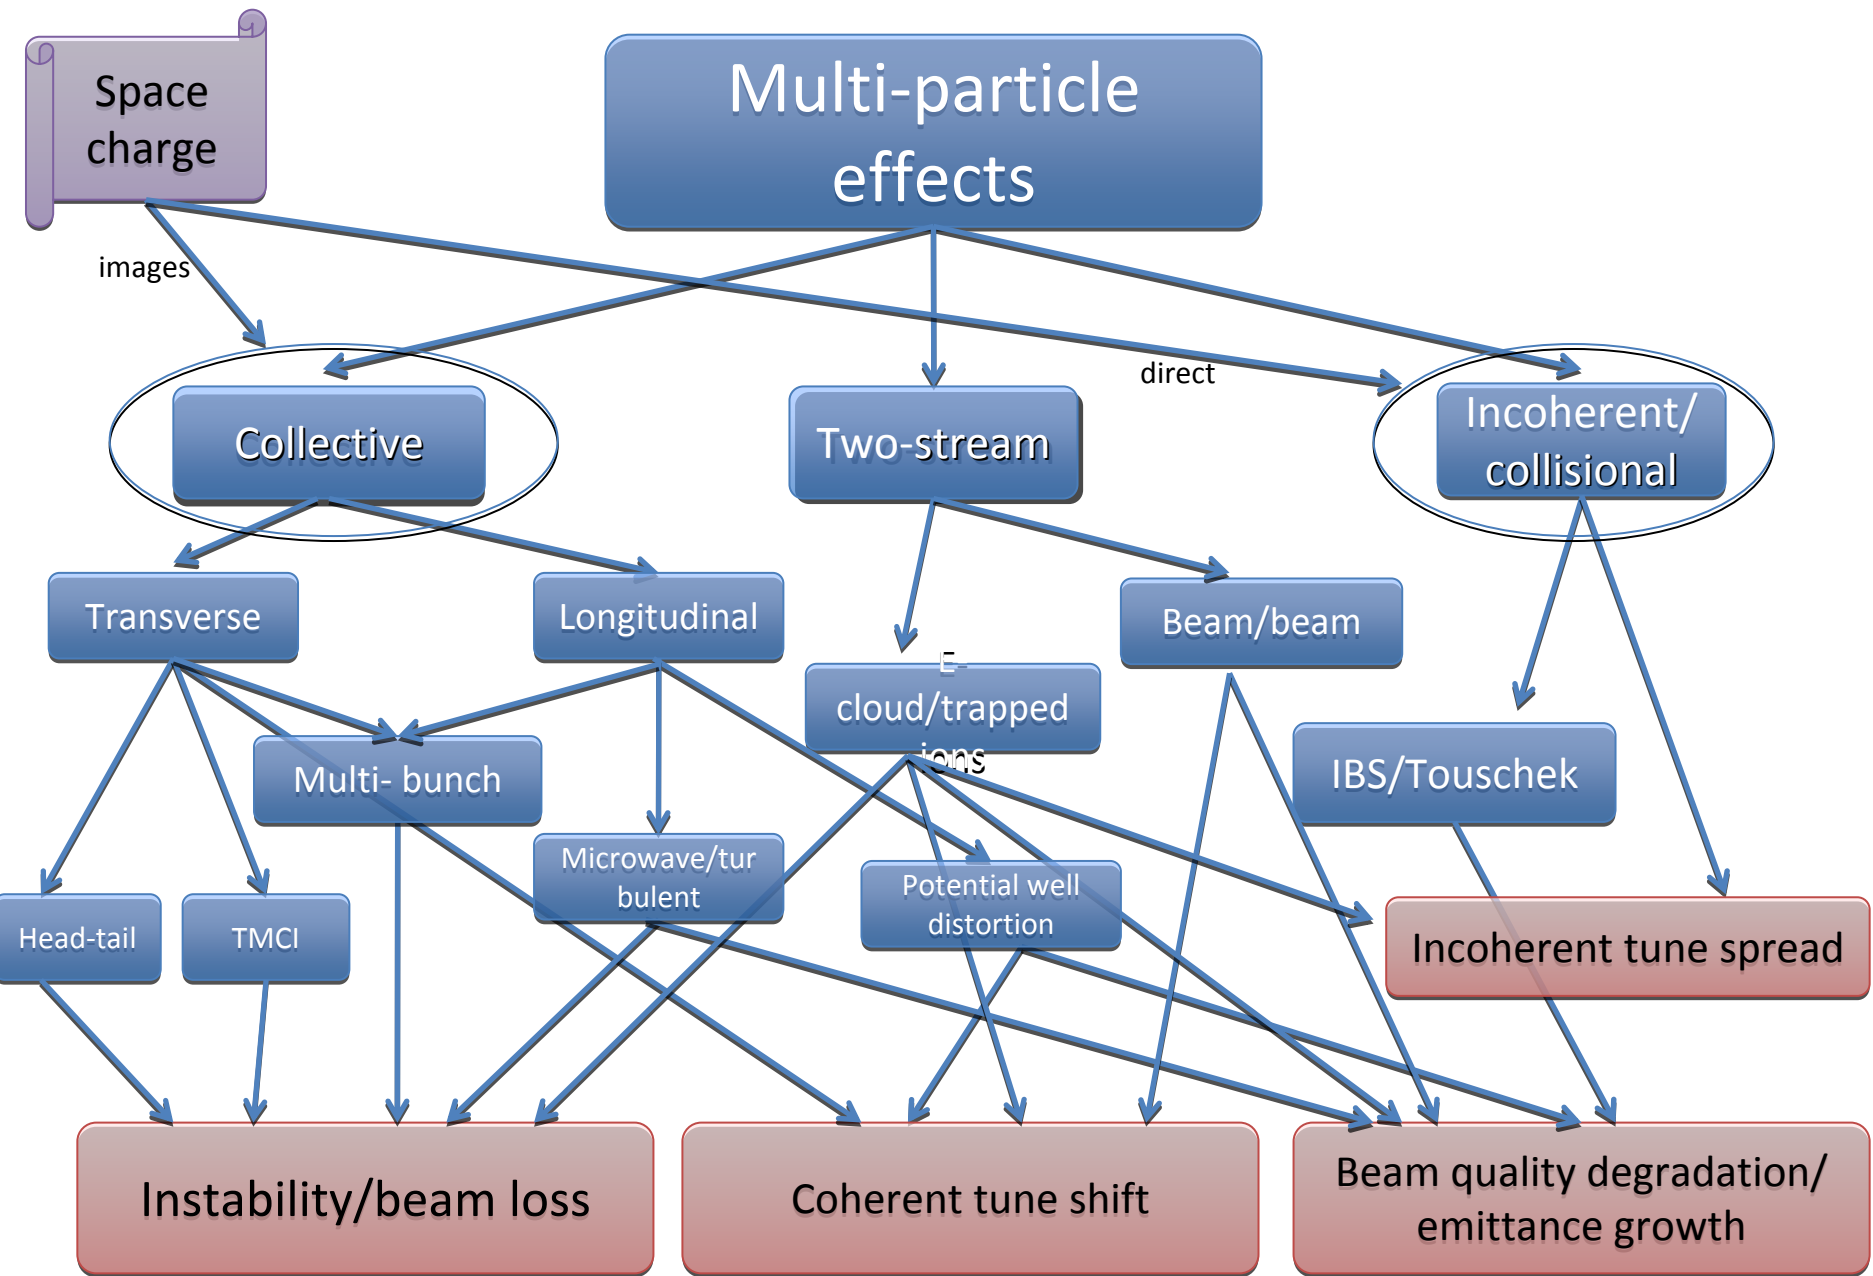 Space
charge
Multi-particle
effects
images
direct
Collective
Two-stream
Incoherent/
collisional
Transverse
Longitudinal
Beam/beam
E-
cloud/trapped
ions
Multi- bunch
IBS/Touschek
Microwave/tur
bulent
Potential well
distortion
Head-tail
TMCI
Incoherent tune spread
Instability/beam loss
Coherent tune shift
Beam quality degradation/
emittance growth